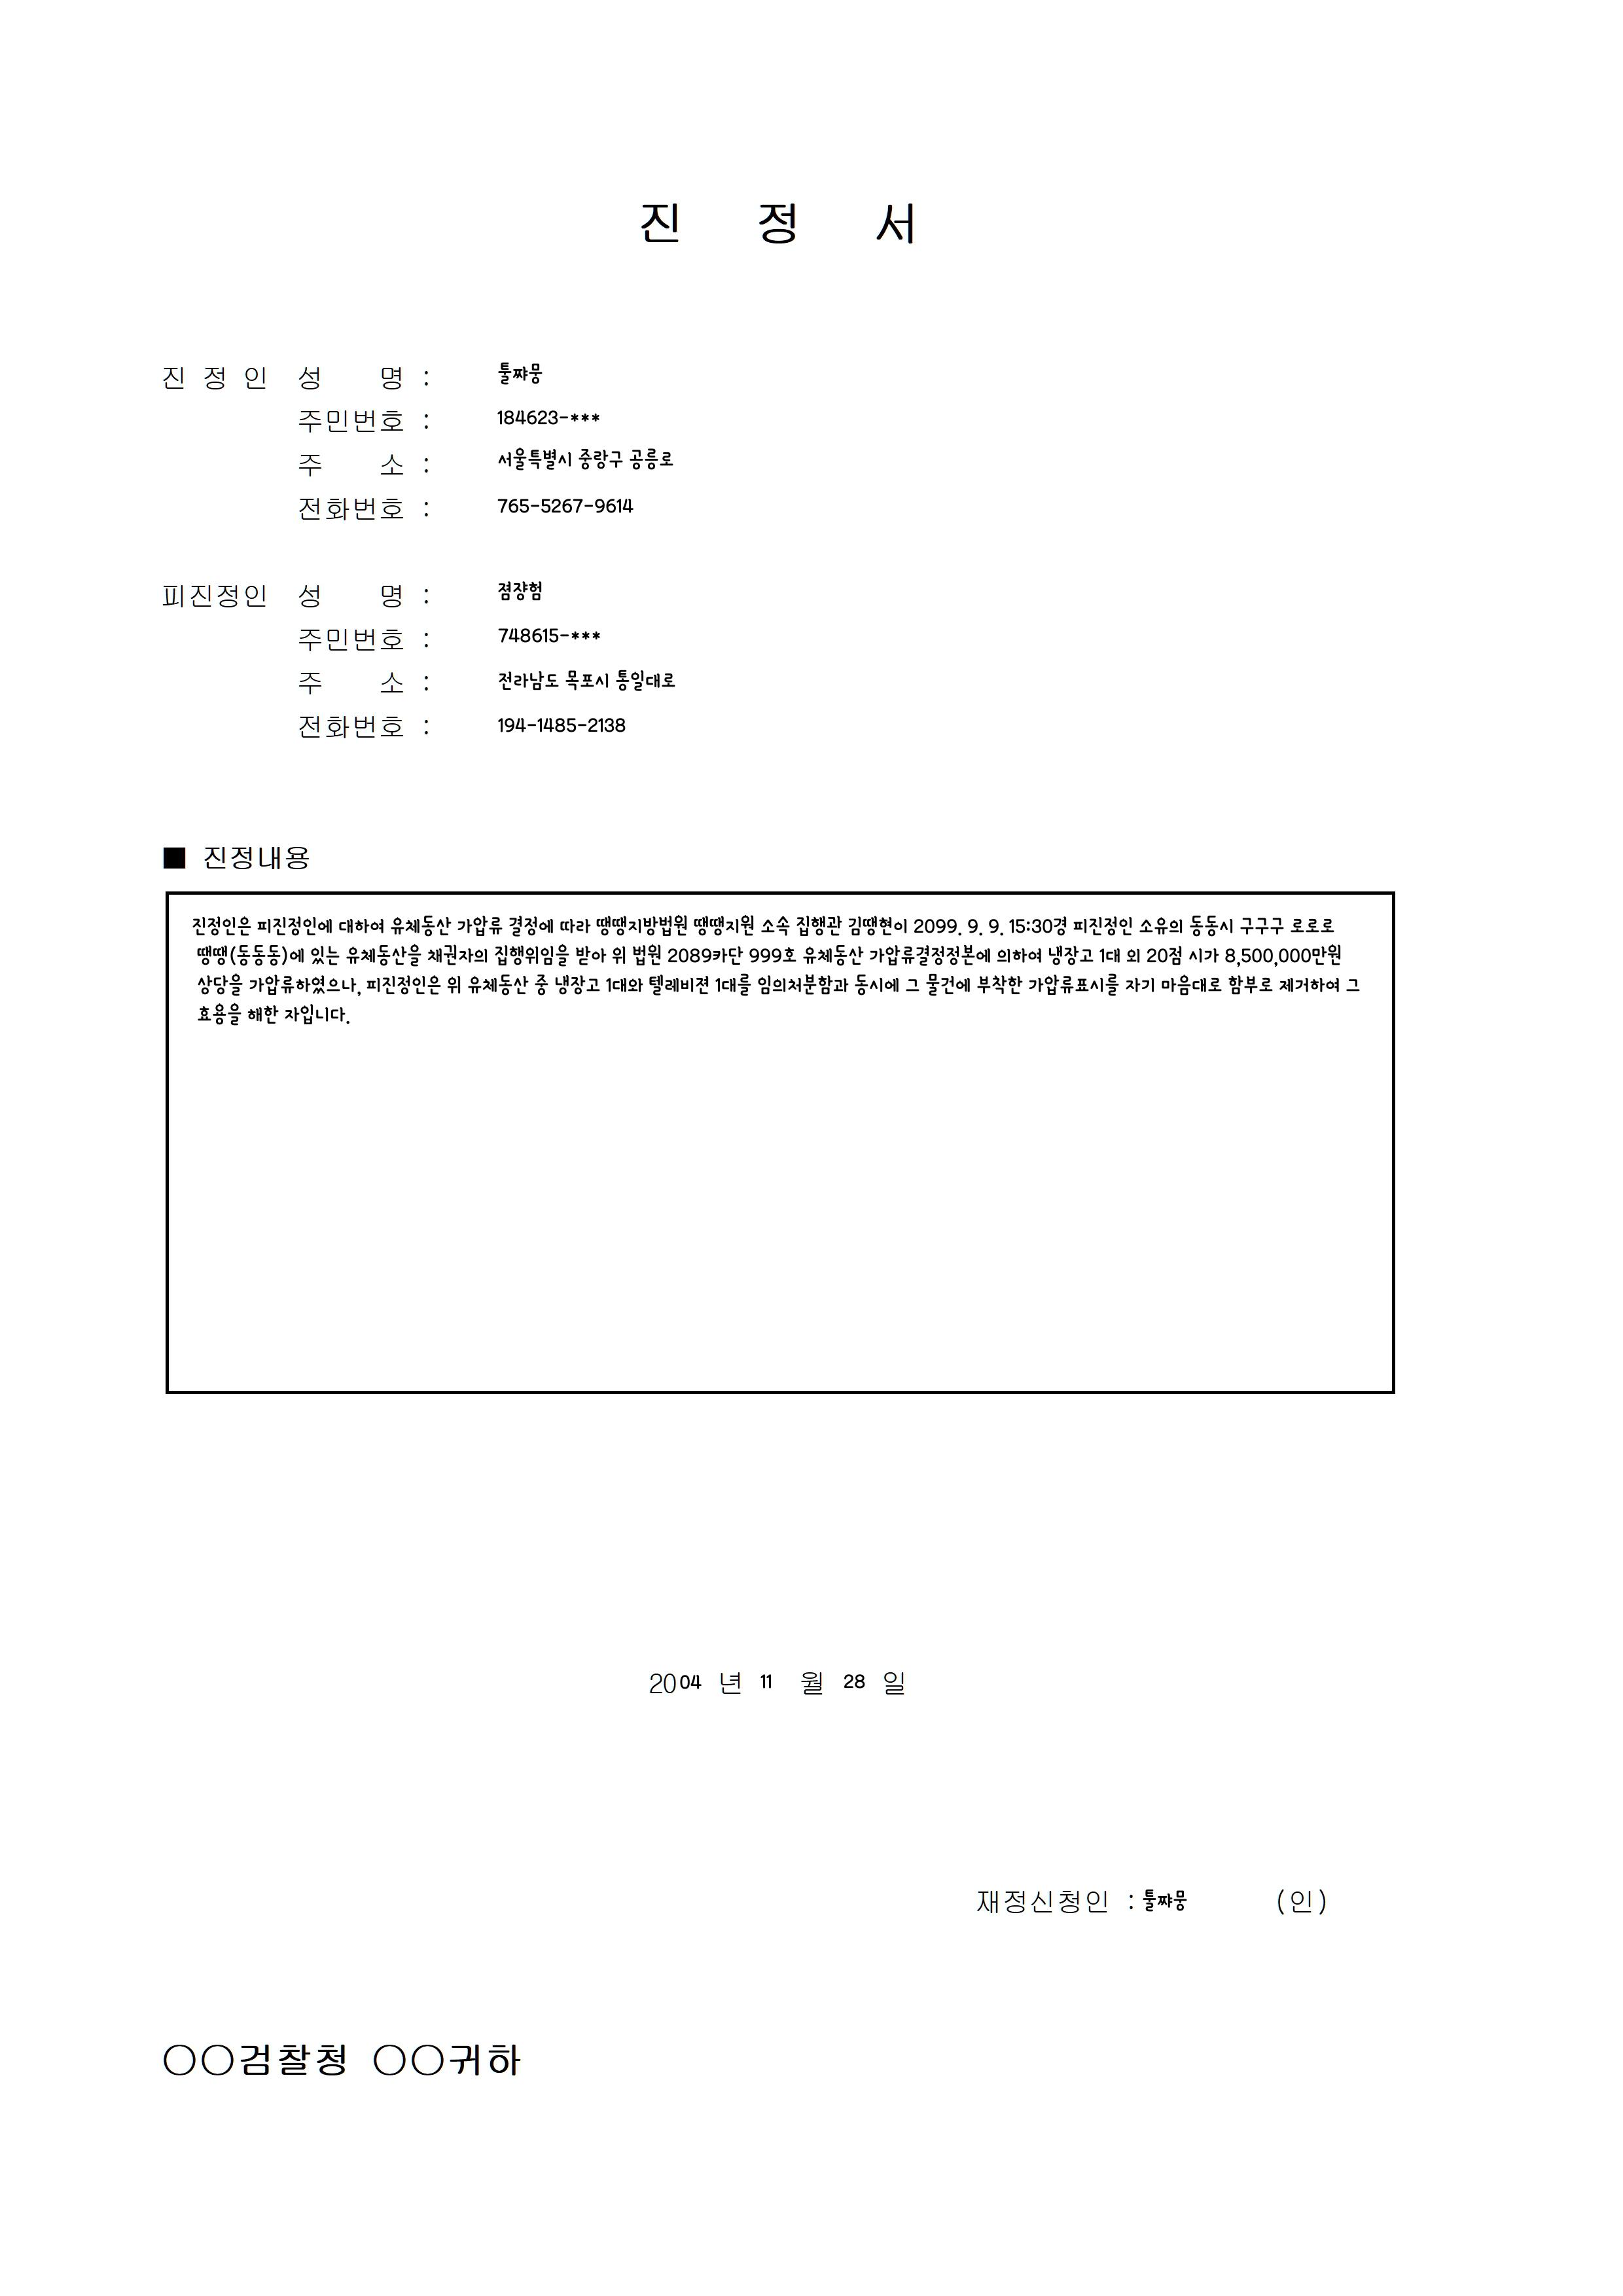 진 정 서
진 정 인 성 명 : 툴쨔뭉
주민번호 : 184623-***
주 소 : 서울특별시 중랑구 공릉로
전화번호 : 765-5267-9614
피진정인 성 명 : 졈쟝험
주민번호 : 748615-***
주 소 : 전라남도 목포시 통일대로
전화번호 : 194-1485-2138
■ 진정내용
진정인은 피진정인에 대하여 유체동산 가압류 결정에 따라 땡땡지방법원 땡땡지원 소속 집행관 김땡현이 2099. 9. 9. 15:30경 피진정인 소유의 동동시 구구구 로로로
땡땡(동동동)에 있는 유체동산을 채권자의 집행위임을 받아 위 법원 2089카단 999호 유체동산 가압류결정정본에 의하여 냉장고 1대 외 20점 시가 8,500,000만원
상당을 가압류하였으나, 피진정인은 위 유체동산 중 냉장고 1대와 텔레비젼 1대를 임의처분함과 동시에 그 물건에 부착한 가압류표시를 자기 마음대로 함부로 제거하여 그
효용을 해한 자입니다.
2004 년 11 월 28 일
재정신청인 : 툴쨔뭉 (인)
○○검찰청 ○○귀하